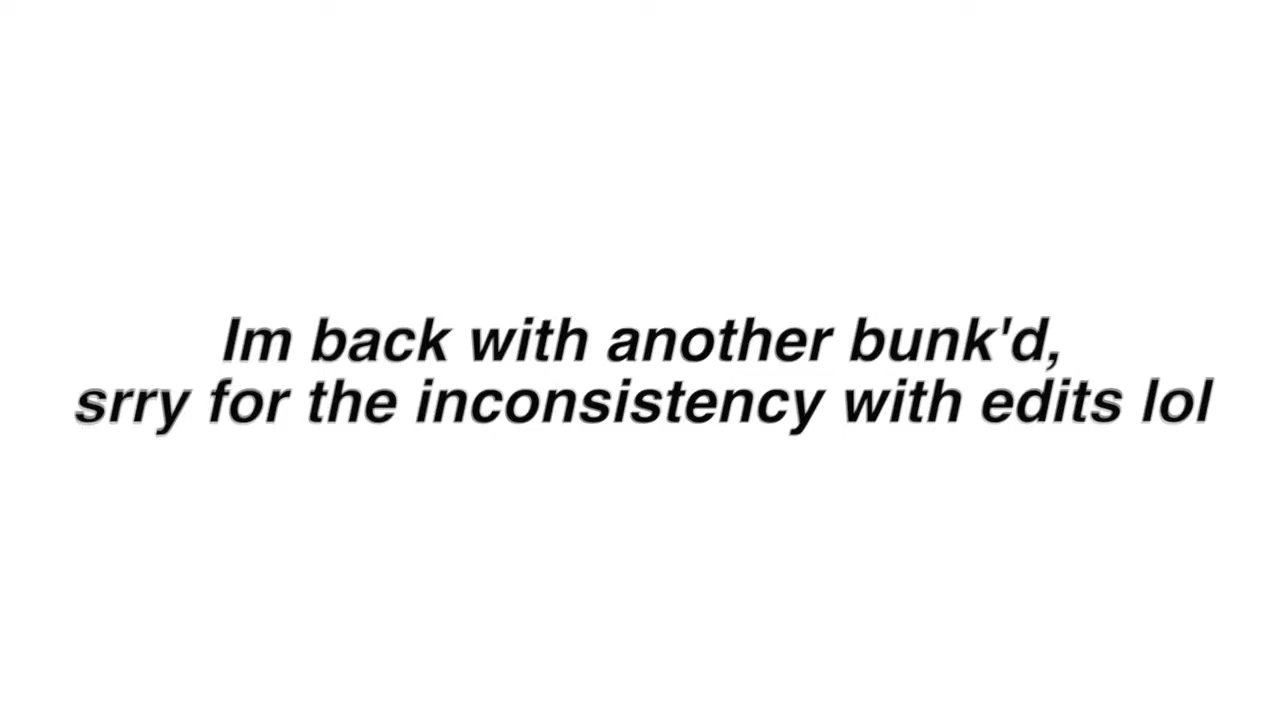 Im back with another bunk'd,
srry for the inconsistency with edits lol